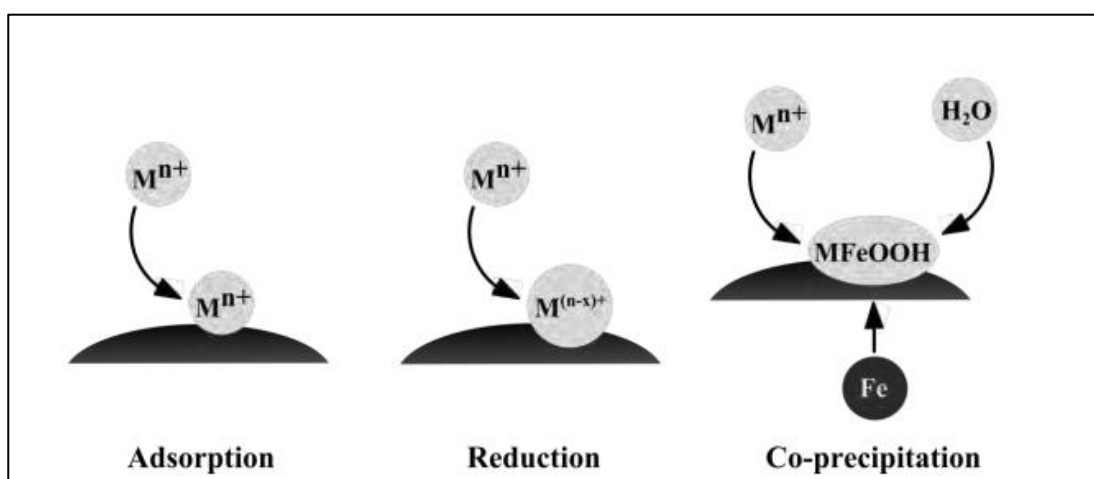 Mⁿ⁺
Mⁿ⁺
Mⁿ⁺
M⁽ⁿ⁻ˣ⁾⁺
Mⁿ⁺
H₂O
MFeOOH
Fe
Adsorption
Reduction
Co-precipitation